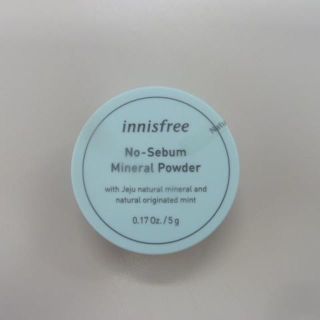 innisfree
No-Sebum
Mineral Powder
with Jeju natural mineral and
natural originated mint
0.17 Oz. / 5 g